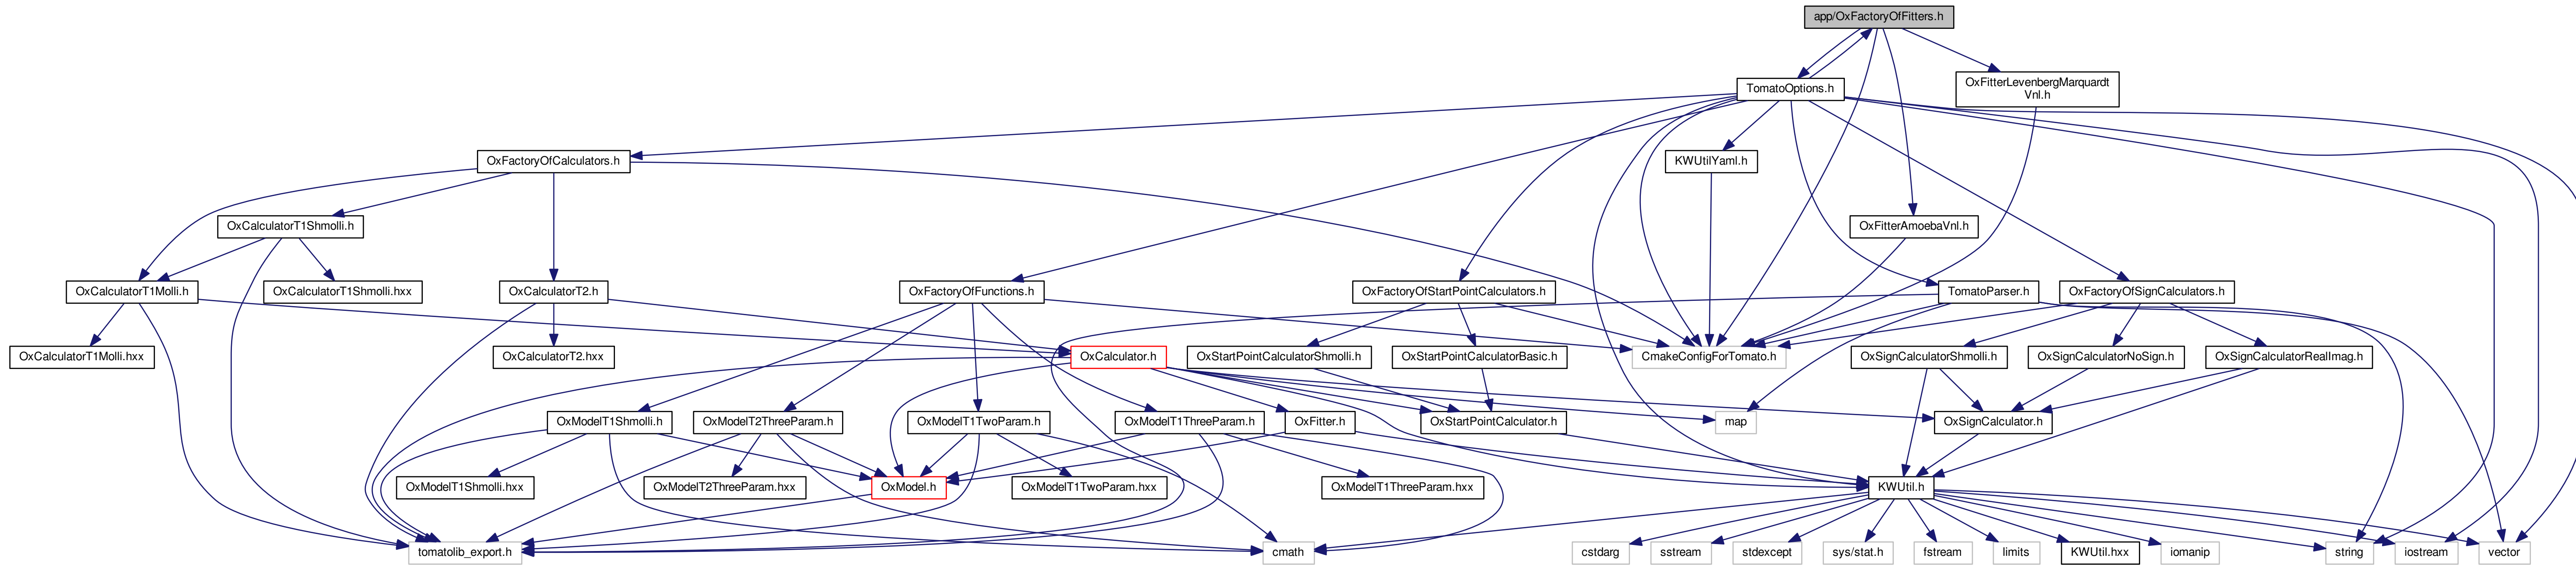 app/OxFactoryOfFitters.h
TomatoOptions.h
OxFitterLevenbergMarquardt
Vnl.h
OxFactoryOfCalculators.h
KWUtilYaml.h
OxCalculatorT1Shmolli.h
OxFitterAmoebaVnl.h
OxCalculatorT1Molli.h
OxCalculatorT1Shmolli.hxx
OxCalculatorT2.h
OxFactoryOfFunctions.h
OxFactoryOfStartPointCalculators.h
TomatoParser.h
OxFactoryOfSignCalculators.h
OxCalculatorT1Molli.hxx
OxCalculatorT2.hxx
OxCalculator.h
OxStartPointCalculatorShmolli.h
OxStartPointCalculatorBasic.h
CmakeConfigForTomato.h
OxSignCalculatorShmolli.h
OxSignCalculatorNoSign.h
OxSignCalculatorRealImag.h
OxModelT1Shmolli.h
OxModelT2ThreeParam.h
OxModelT1TwoParam.h
OxModelT1ThreeParam.h
OxFitter.h
OxStartPointCalculator.h
map
OxSignCalculator.h
OxModelT1Shmolli.hxx
OxModelT2ThreeParam.hxx
OxModel.h
OxModelT1TwoParam.hxx
OxModelT1ThreeParam.hxx
KWUtil.h
tomatolib_export.h
cmath
cstdarg
sstream
stdexcept
sys/stat.h
fstream
limits
KWUtil.hxx
iomanip
string
iostream
vector